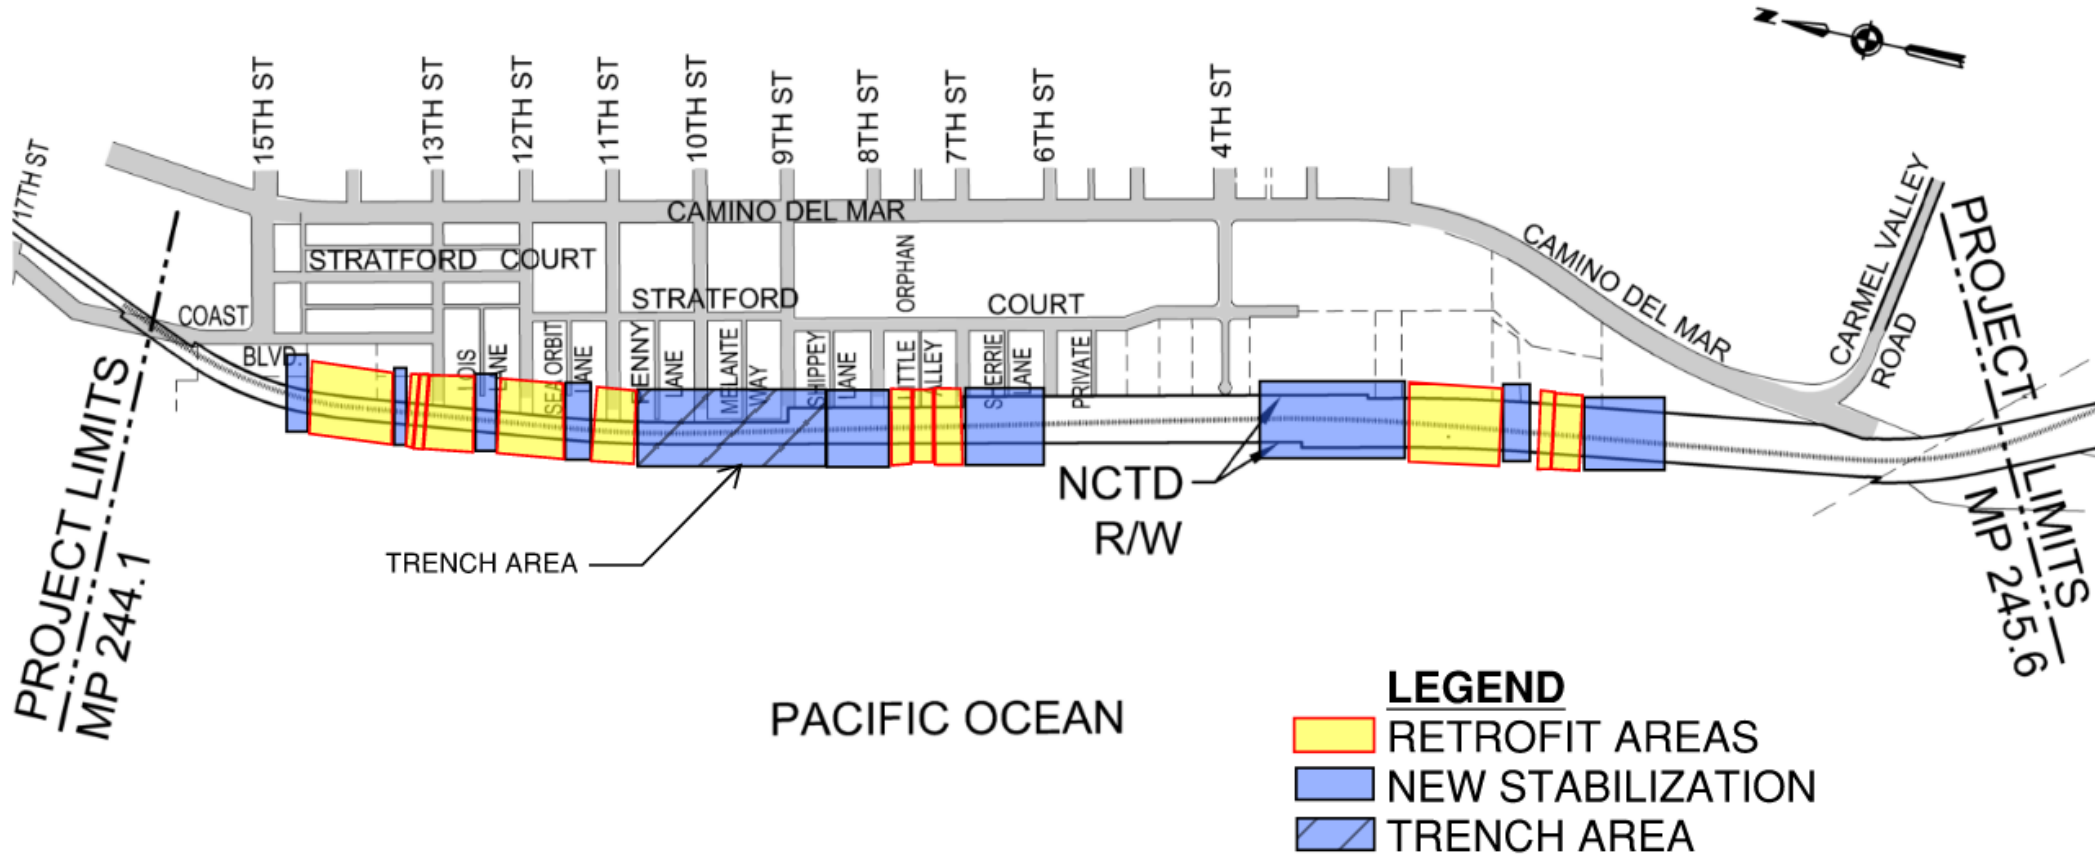 N
17TH ST
15TH ST
13TH ST
12TH ST
11TH ST
10TH ST
9TH ST
8TH ST
7TH ST
6TH ST
4TH ST
CAMINO DEL MAR
CAMINO DEL MAR
STRATFORD COURT
STRATFORD COURT
ORPHAN
COAST
BLVD.
LOIS
LANE
SEA ORBIT
LANE
KENNY
LANE
MELANTE
WAY
SHIPPEY
LANE
LITTLE
ALLEY
SHERRIE
LANE
PRIVATE
CARMEL VALLEY
ROAD
PROJECT LIMITS
MP 244.1
PROJECT LIMITS
MP 245.6
TRENCH AREA
NCTD
R/W
PACIFIC OCEAN
LEGEND
RETROFIT AREAS
NEW STABILIZATION
TRENCH AREA